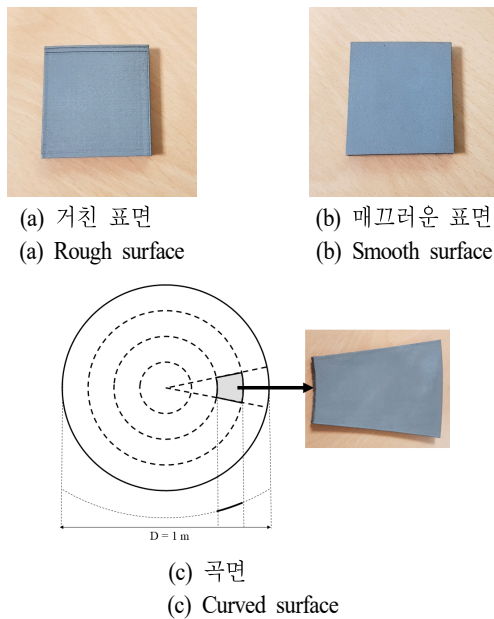 (a) 거친 표면
(a) Rough surface
(b) 매끄러운 표면
(b) Smooth surface
D = 1 m
(c) 곡면
(c) Curved surface